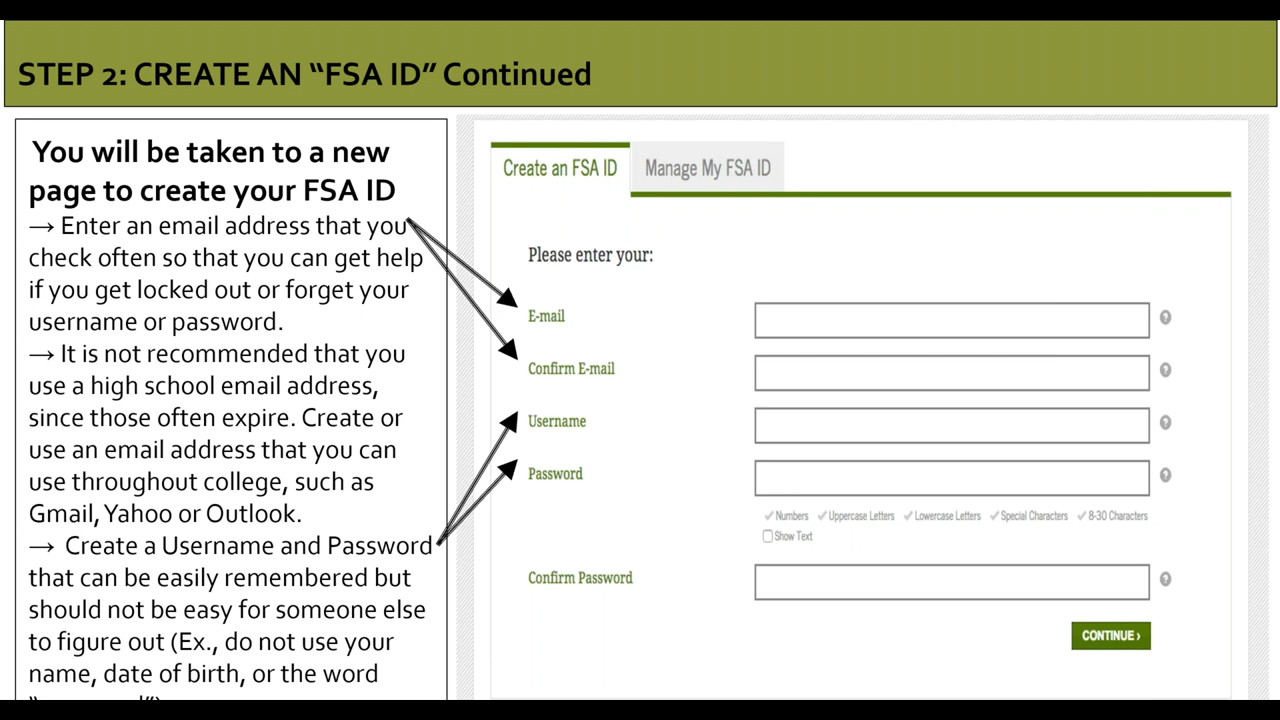 STEP 2: CREATE AN “FSA ID” Continued
You will be taken to a new
page to create your FSA ID
→ Enter an email address that you
check often so that you can get help
if you get locked out or forget your
username or password.
→ It is not recommended that you
use a high school email address,
since those often expire. Create or
use an email address that you can
use throughout college, such as
Gmail, Yahoo or Outlook.
→ Create a Username and Password
that can be easily remembered but
should not be easy for someone else
to figure out (Ex., do not use your
name, date of birth, or the word
Create an FSA ID
Manage My FSA ID
Please enter your:
E-mail
Confirm E-mail
Username
Password
Numbers Uppercase Letters Lowercase Letters Special Characters 8-30 Characters
Show Text
Confirm Password
CONTINUE ›